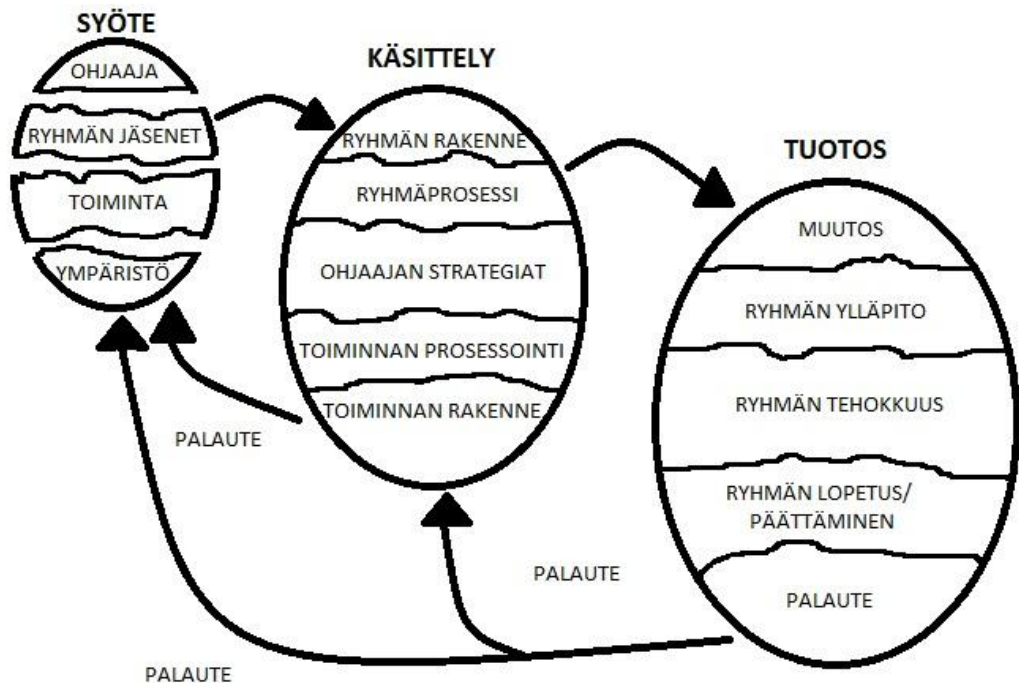 SYÖTE
OHJAAJA
RYHMÄN JÄSENET
TOIMINTA
YMPÄRISTÖ
KÄSITTELY
RYHMÄN RAKENNE
RYHMÄPROSESSI
OHJAAJAN STRATEGIAT
TOIMINNAN PROSESSOINTI
TOIMINNAN RAKENNE
TUOTOS
MUUTOS
RYHMÄN YLLÄPITO
RYHMÄN TEHOKKUUS
RYHMÄN LOPETUS/
PÄÄTTÄMINEN
PALAUTE
PALAUTE
PALAUTE
PALAUTE